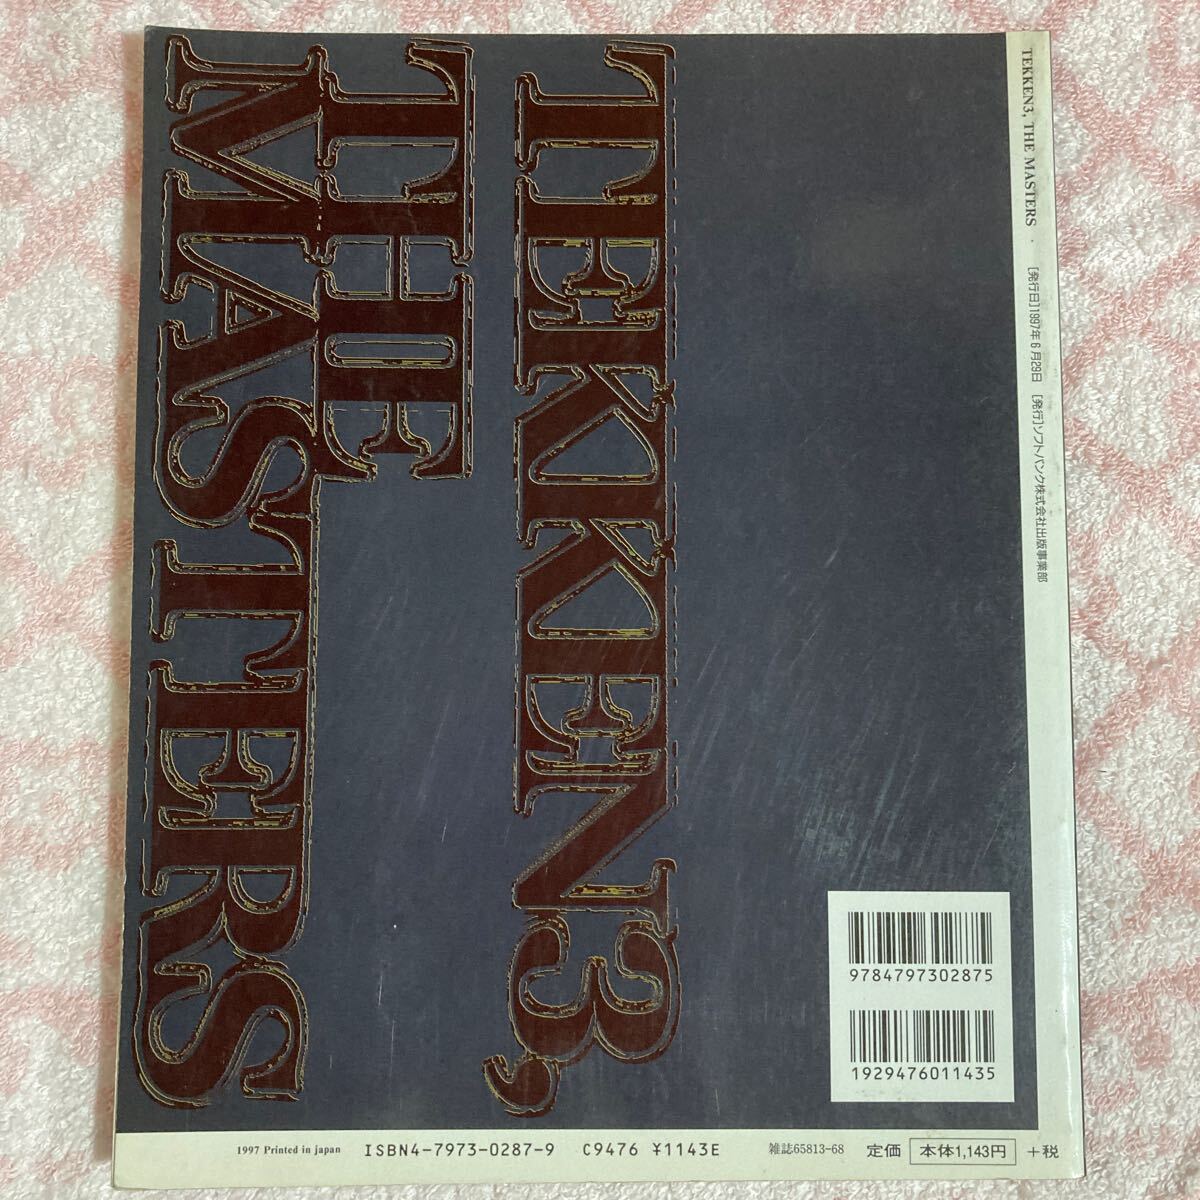 TEKKEN3,
THE
MASTERS
TEKKEN3, THE MASTERS ・ [発行日]1997年6月29日 [発行]ソフトバンク株式会社出版事業部
9784797302875
1929476011435
1997 Printed in japan ISBN4-7973-0287-9 C9476 ¥1143E 雑誌65813-68 定価 本体1,143円 +税